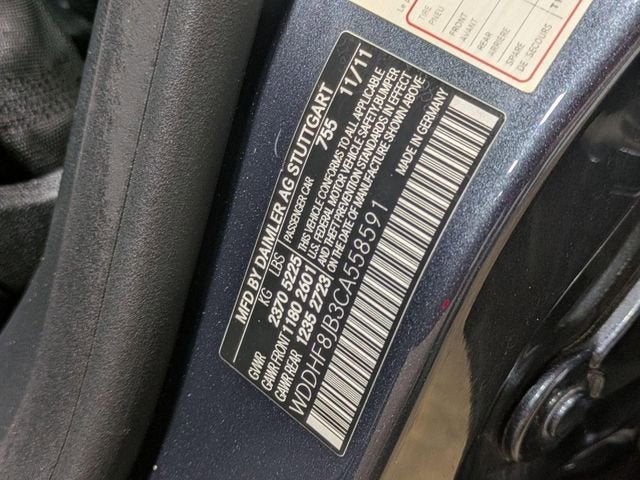 MFD BY DAIMLER AG STUTTGART
KG LBS PASSENGER CAR 755 11/11
GVWR 2370 5225
GAWR FRONT 1180 2601
GAWR REAR 1235 2723
THIS VEHICLE CONFORMS TO ALL APPLICABLE
U.S. FEDERAL MOTOR VEHICLE SAFETY, BUMPER
AND THEFT PREVENTION STANDARDS IN EFFECT
ON THE DATE OF MANUFACTURE SHOWN ABOVE
WDDHF8JB3CA558591 MADE IN GERMANY
TIRE
PNEU
FRONT
AVANT
REAR
ARRIERE
SPARE
DE SECOURS